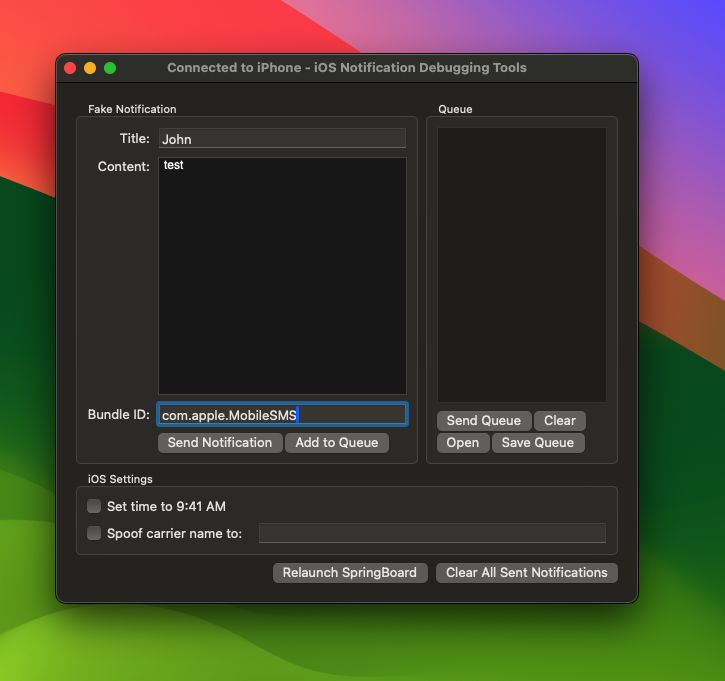 Connected to iPhone - iOS Notification Debugging Tools
Fake Notification
Title: John
Content: test
Bundle ID: com.apple.MobileSMS
Send Notification Add to Queue
Queue
Send Queue Clear
Open Save Queue
iOS Settings
Set time to 9:41 AM
Spoof carrier name to:
Relaunch SpringBoard Clear All Sent Notifications